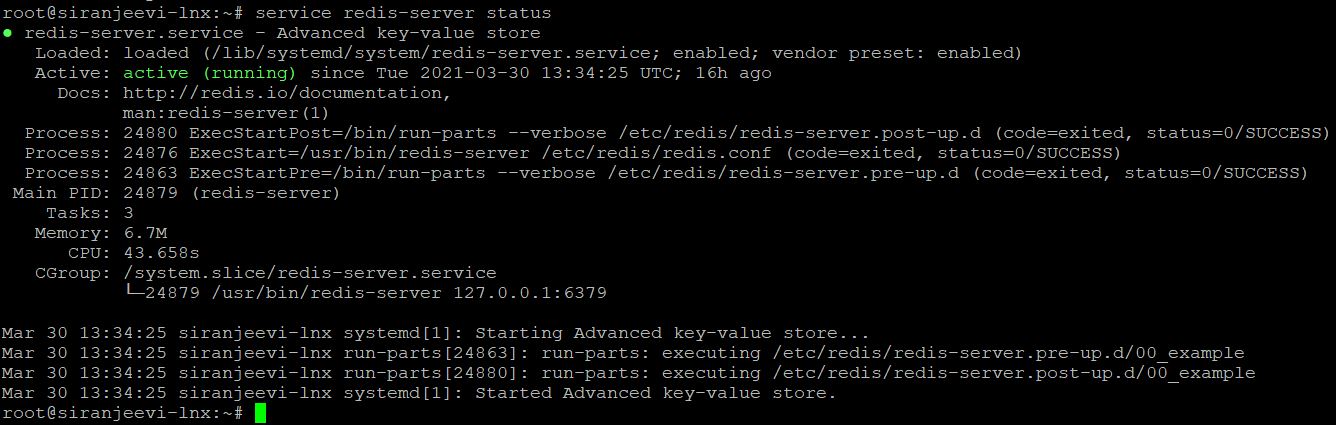 root@siranjeevi-lnx:~# service redis-server status
● redis-server.service - Advanced key-value store
   Loaded: loaded (/lib/systemd/system/redis-server.service; enabled; vendor preset: enabled)
   Active: active (running) since Tue 2021-03-30 13:34:25 UTC; 16h ago
     Docs: http://redis.io/documentation,
           man:redis-server(1)
  Process: 24880 ExecStartPost=/bin/run-parts --verbose /etc/redis/redis-server.post-up.d (code=exited, status=0/SUCCESS)
  Process: 24876 ExecStart=/usr/bin/redis-server /etc/redis/redis.conf (code=exited, status=0/SUCCESS)
  Process: 24863 ExecStartPre=/bin/run-parts --verbose /etc/redis/redis-server.pre-up.d (code=exited, status=0/SUCCESS)
 Main PID: 24879 (redis-server)
    Tasks: 3
   Memory: 6.7M
      CPU: 43.658s
   CGroup: /system.slice/redis-server.service
           └─24879 /usr/bin/redis-server 127.0.0.1:6379

Mar 30 13:34:25 siranjeevi-lnx systemd[1]: Starting Advanced key-value store...
Mar 30 13:34:25 siranjeevi-lnx run-parts[24863]: run-parts: executing /etc/redis/redis-server.pre-up.d/00_example
Mar 30 13:34:25 siranjeevi-lnx run-parts[24880]: run-parts: executing /etc/redis/redis-server.post-up.d/00_example
Mar 30 13:34:25 siranjeevi-lnx systemd[1]: Started Advanced key-value store.
root@siranjeevi-lnx:~#